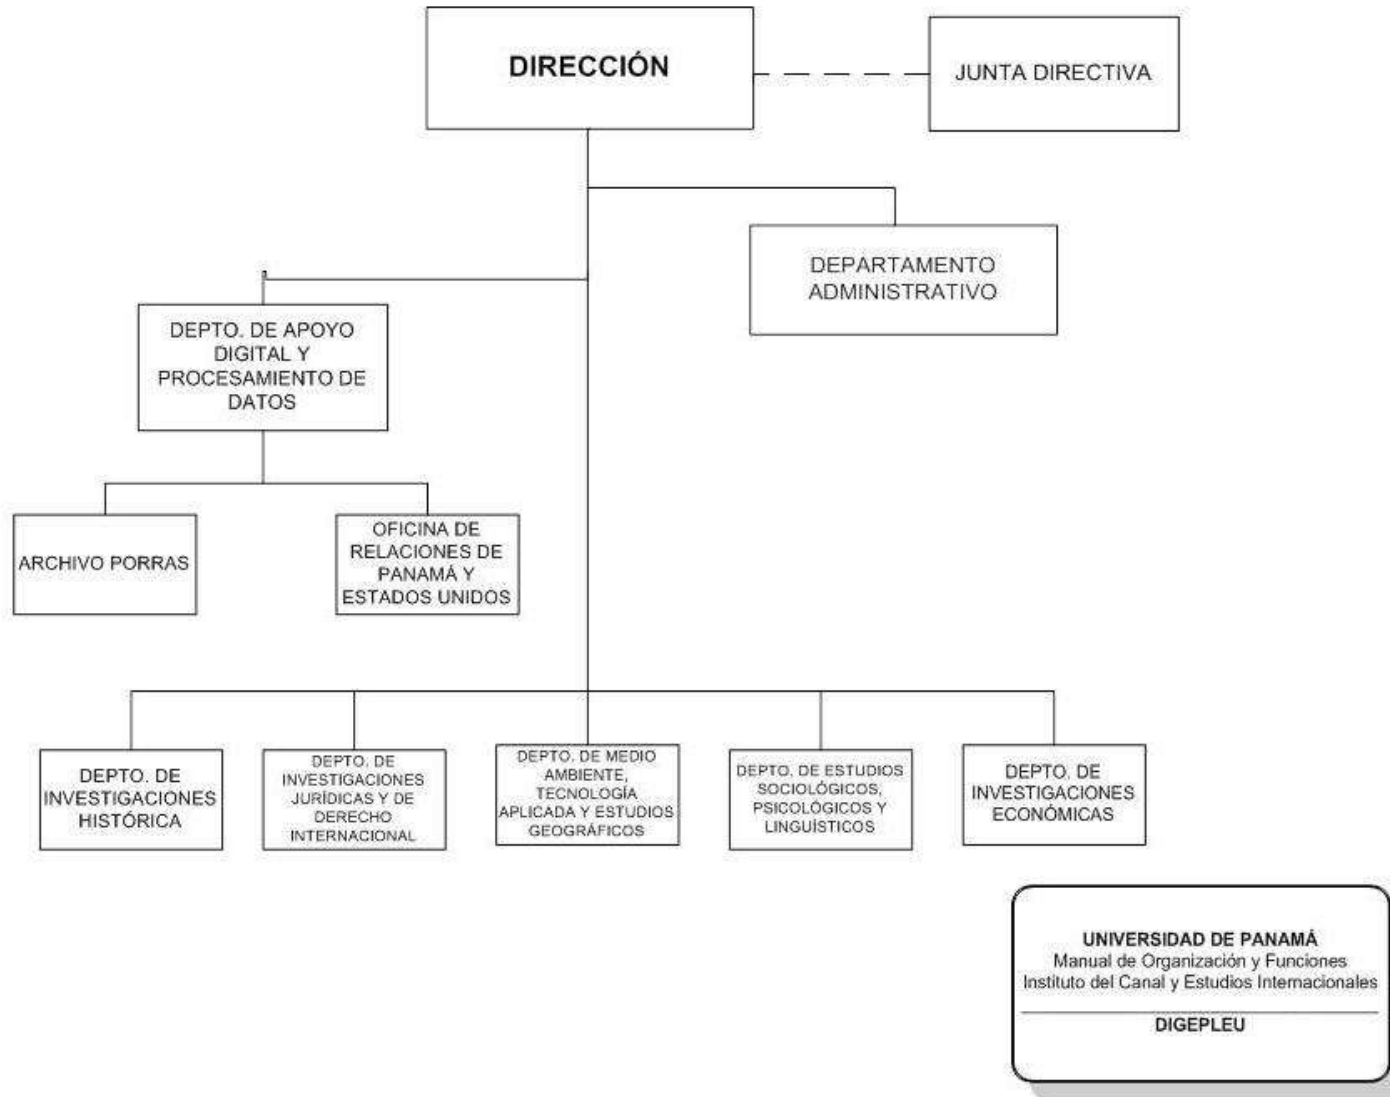 DIRECCIÓN
JUNTA DIRECTIVA
DEPARTAMENTO
ADMINISTRATIVO
DEPTO. DE APOYO
DIGITAL Y
PROCESAMIENTO DE
DATOS
ARCHIVO PORRAS
OFICINA DE
RELACIONES DE
PANAMÁ Y
ESTADOS UNIDOS
DEPTO. DE
INVESTIGACIONES
HISTÓRICA
DEPTO. DE
INVESTIGACIONES
JURÍDICAS Y DE
DERECHO
INTERNACIONAL
DEPTO. DE MEDIO
AMBIENTE,
TECNOLOGÍA
APLICADA Y ESTUDIOS
GEOGRÁFICOS
DEPTO. DE ESTUDIOS
SOCIOLÓGICOS,
PSICOLÓGICOS Y
LINGUÍSTICOS
DEPTO. DE
INVESTIGACIONES
ECONÓMICAS
UNIVERSIDAD DE PANAMÁ
Manual de Organización y Funciones
Instituto del Canal y Estudios Internacionales
DIGEPLEU